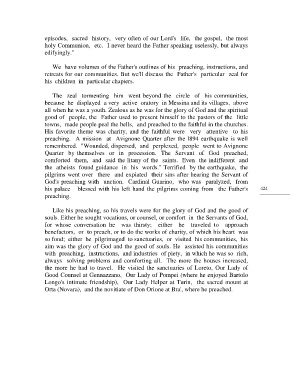 episodes, sacred history, very often of our Lord's life, the gospel, the most
holy Communion, etc. I never heard the Father speaking uselessly, but always
edifyingly."
We have volumes of the Father's outlines of his preaching, instructions, and
retreats for our communities. But we'll discuss the Father's particular zeal for
his children in particular chapters.
The zeal tormenting him went beyond the circle of his communities,
because he displayed a very active oratory in Messina and its villages, above
all when he was a youth. Zealous as he was for the glory of God and the spiritual
good of people, the Father used to present himself to the pastors of the little
towns, made people peal the bells, and preached to the faithful in the churches.
His favorite theme was charity, and the faithful were very attentive to his
preaching. A mission at Avignone Quarter after the 1894 earthquake is well
remembered. "Wounded, dispersed, and perplexed, people went to Avignone
Quarter by themselves or in procession. The Servant of God preached,
comforted them, and said the litany of the saints. Even the indifferent and
the atheists found guidance in his words." Terrified by the earthquake, the
pilgrims went over there and expiated their sins after hearing the Servant of
God's preaching with unction. Cardinal Guarino, who was paralyzed, from
his palace blessed with his left hand the pilgrims coming from the Father's
preaching.
Like his preaching, so his travels were for the glory of God and the good of
souls. Either he sought vocations, or counsel, or comfort in the Servants of God,
for whose conversation he was thirsty; either he traveled to approach
benefactors, or to preach, or to do the works of charity, of which his heart was
so fond; either he pilgrimaged to sanctuaries, or visited his communities, his
aim was the glory of God and the good of souls. He assisted his communities
with preaching, instructions, and industries of piety, in which he was so rich,
always solving problems and comforting all. The more the houses increased,
the more he had to travel. He visited the sanctuaries of Loreto, Our Lady of
Good Counsel at Gennazzano, Our Lady of Pompei (where he enjoyed Bartolo
Longo's intimate friendship), Our Lady Helper at Turin, the sacred mount at
Orta (Novara), and the novitiate of Don Orione at Bra', where he preached.